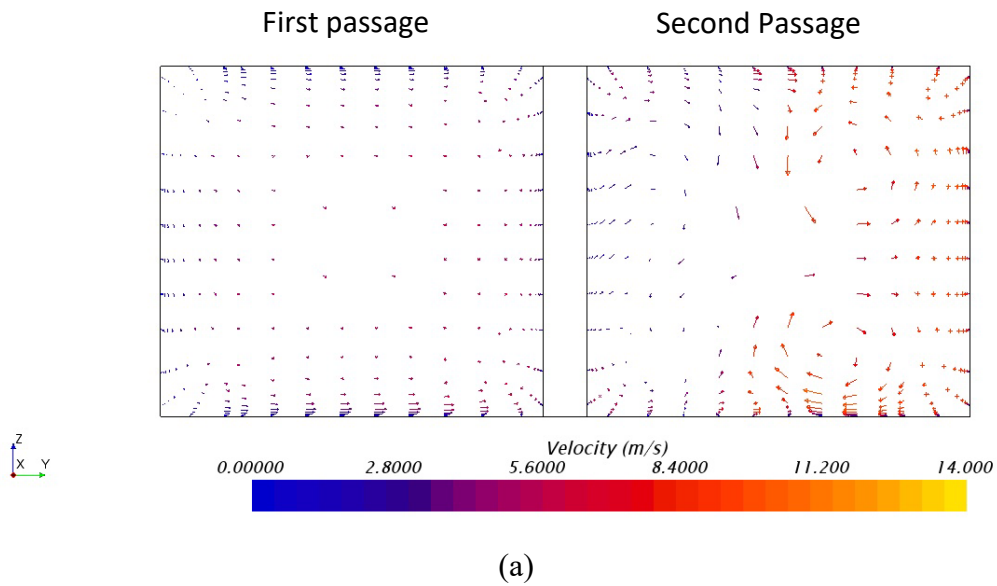 First passage
Second Passage
Z
X
Y
Velocity (m/s)
0.00000 2.8000 5.6000 8.4000 11.200 14.000
(a)